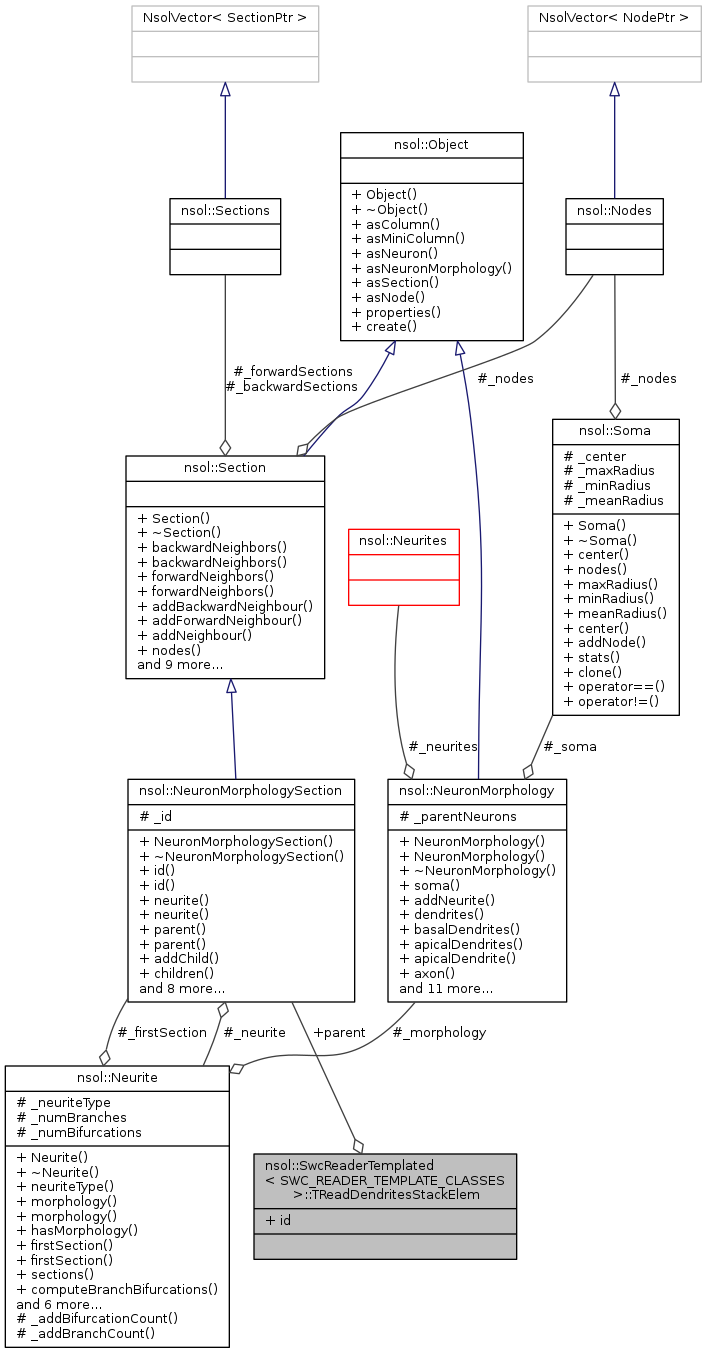 NsolVector< SectionPtr >
NsolVector< NodePtr >
nsol::Object
+ Object()
+ ~Object()
+ asColumn()
+ asMiniColumn()
+ asNeuron()
+ asNeuronMorphology()
+ asSection()
+ asNode()
+ properties()
+ create()
nsol::Sections
nsol::Nodes
#_forwardSections
#_backwardSections
#_nodes
#_nodes
nsol::Soma
# _center
# _maxRadius
# _minRadius
# _meanRadius
+ Soma()
+ ~Soma()
+ center()
+ nodes()
+ maxRadius()
+ minRadius()
+ meanRadius()
+ center()
+ addNode()
+ stats()
+ clone()
+ operator==()
+ operator!=()
nsol::Section
+ Section()
+ ~Section()
+ backwardNeighbors()
+ backwardNeighbors()
+ forwardNeighbors()
+ forwardNeighbors()
+ addBackwardNeighbour()
+ addForwardNeighbour()
+ addNeighbour()
+ nodes()
and 9 more...
nsol::Neurites
#_neurites
#_soma
nsol::NeuronMorphologySection
# _id
+ NeuronMorphologySection()
+ ~NeuronMorphologySection()
+ id()
+ id()
+ neurite()
+ neurite()
+ parent()
+ parent()
+ addChild()
+ children()
and 8 more...
nsol::NeuronMorphology
# _parentNeurons
+ NeuronMorphology()
+ NeuronMorphology()
+ ~NeuronMorphology()
+ soma()
+ addNeurite()
+ dendrites()
+ basalDendrites()
+ apicalDendrites()
+ apicalDendrite()
+ axon()
and 11 more...
#_firstSection
#_neurite
+parent
#_morphology
nsol::Neurite
# _neuriteType
# _numBranches
# _numBifurcations
+ Neurite()
+ ~Neurite()
+ neuriteType()
+ morphology()
+ morphology()
+ hasMorphology()
+ firstSection()
+ firstSection()
+ sections()
+ computeBranchBifurcations()
and 6 more...
# _addBifurcationCount()
# _addBranchCount()
nsol::SwcReaderTemplated
< SWC_READER_TEMPLATE_CLASSES
>::TReadDendritesStackElem
+ id